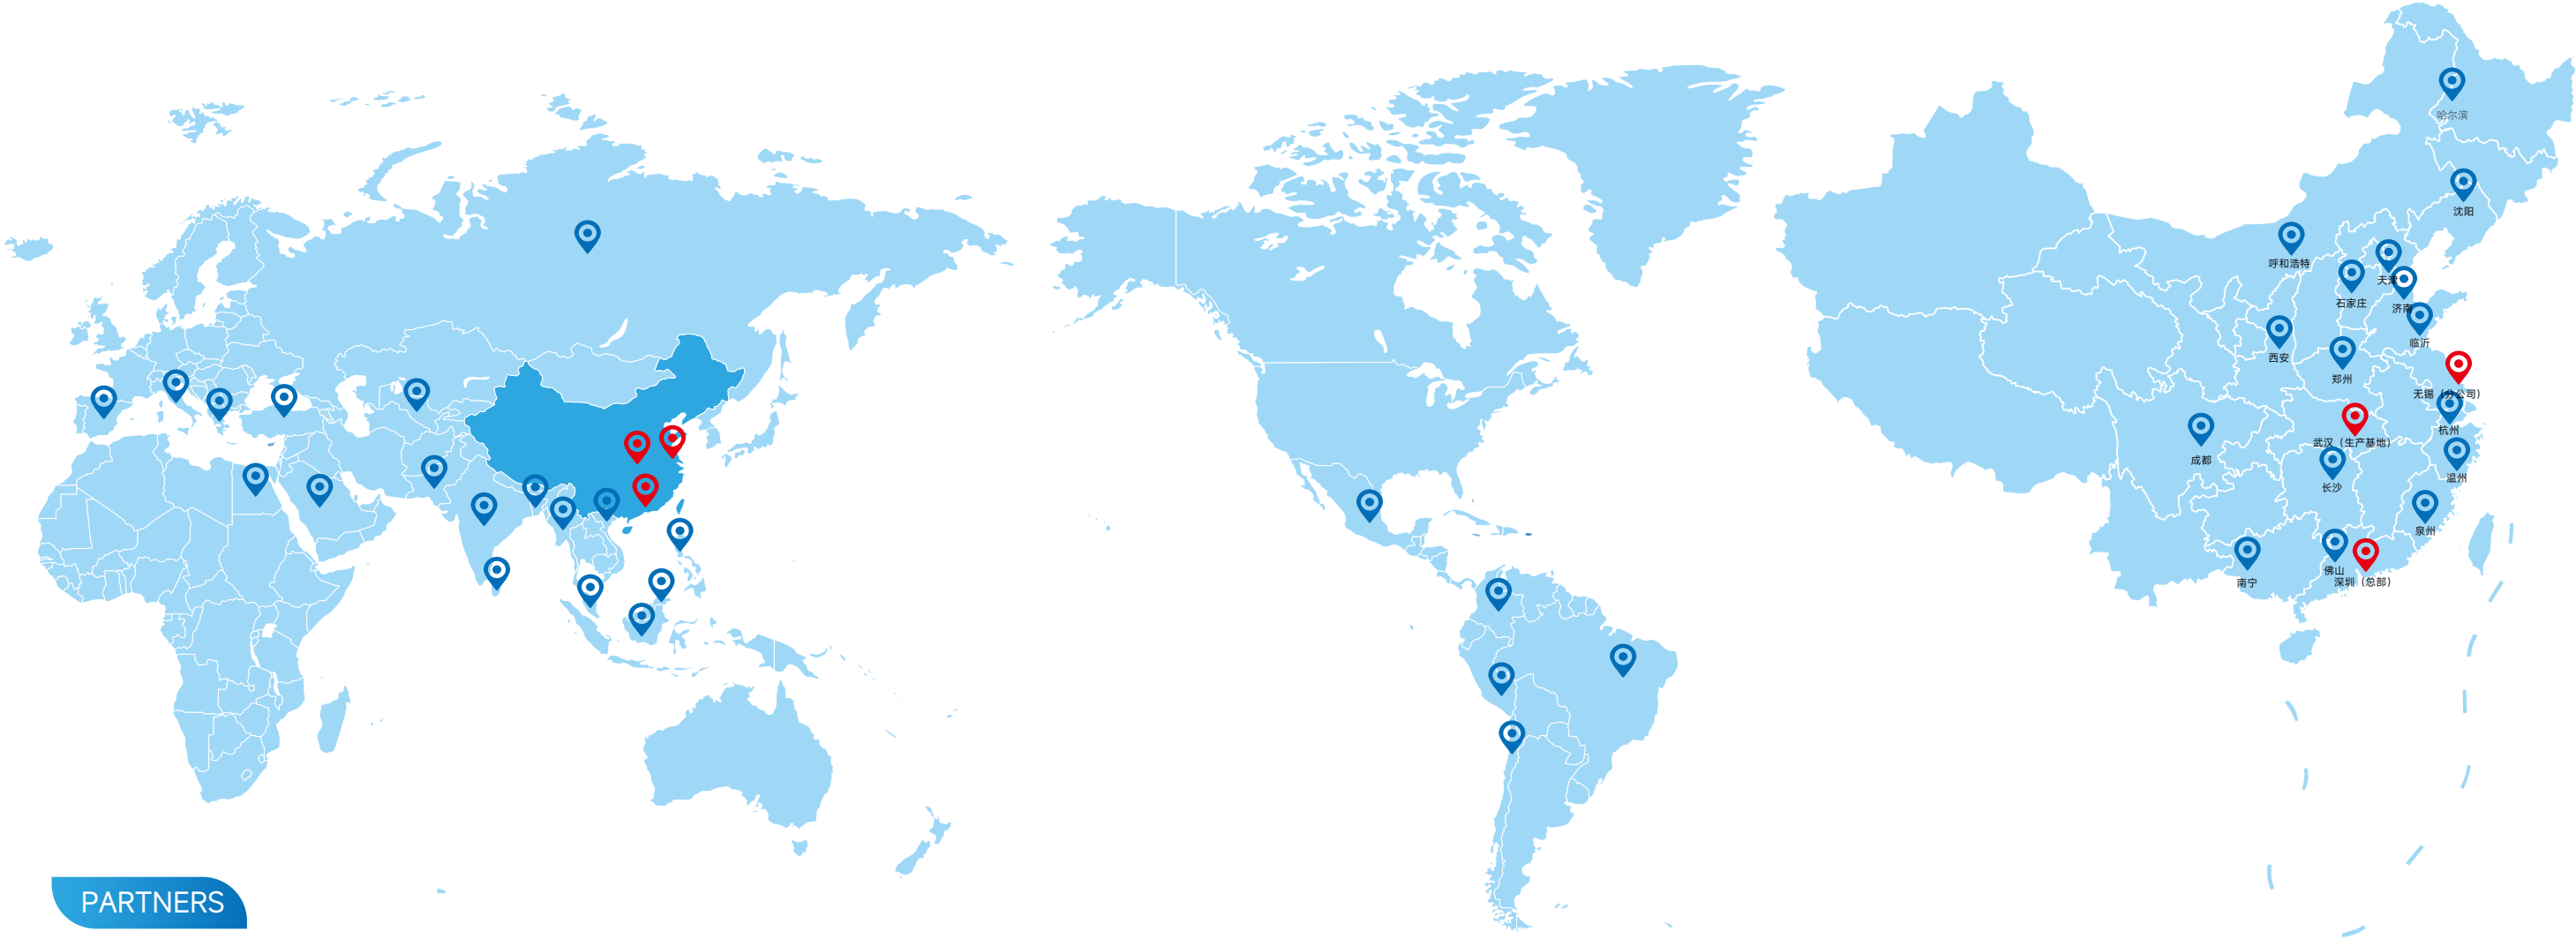 哈尔滨
沈阳
呼和浩特
天津
石家庄
济南
临沂
西安
郑州
无锡（分公司）
杭州
武汉（生产基地）
成都
温州
长沙
泉州
佛山
南宁
深圳（总部）
PARTNERS